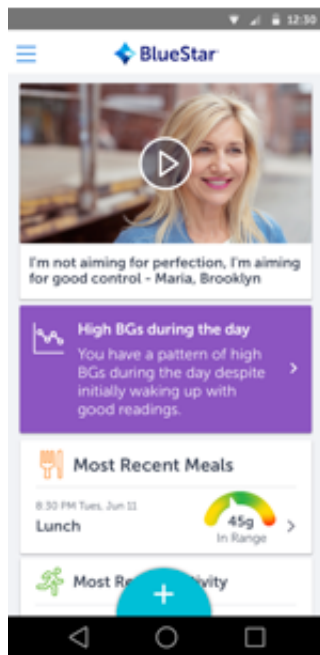 12:30
BlueStar
I'm not aiming for perfection, I'm aiming
for good control - Maria, Brooklyn
High BGs during the day
You have a pattern of high
BGs during the day despite
initially waking up with
good readings.
Most Recent Meals
8:30 PM Tues, Jun 11
Lunch
45g
In Range
Most